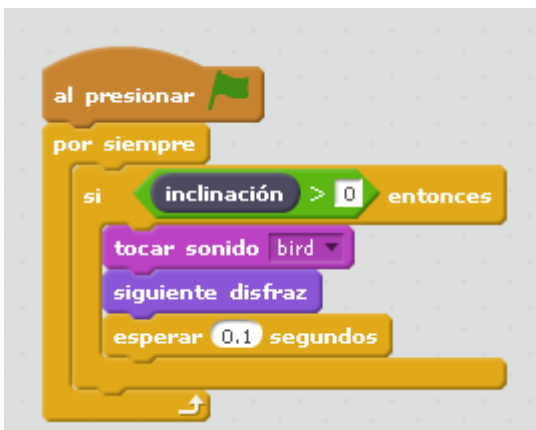 al presionar
por siempre
si inclinación > 0 entonces
tocar sonido bird
siguiente disfraz
esperar 0.1 segundos